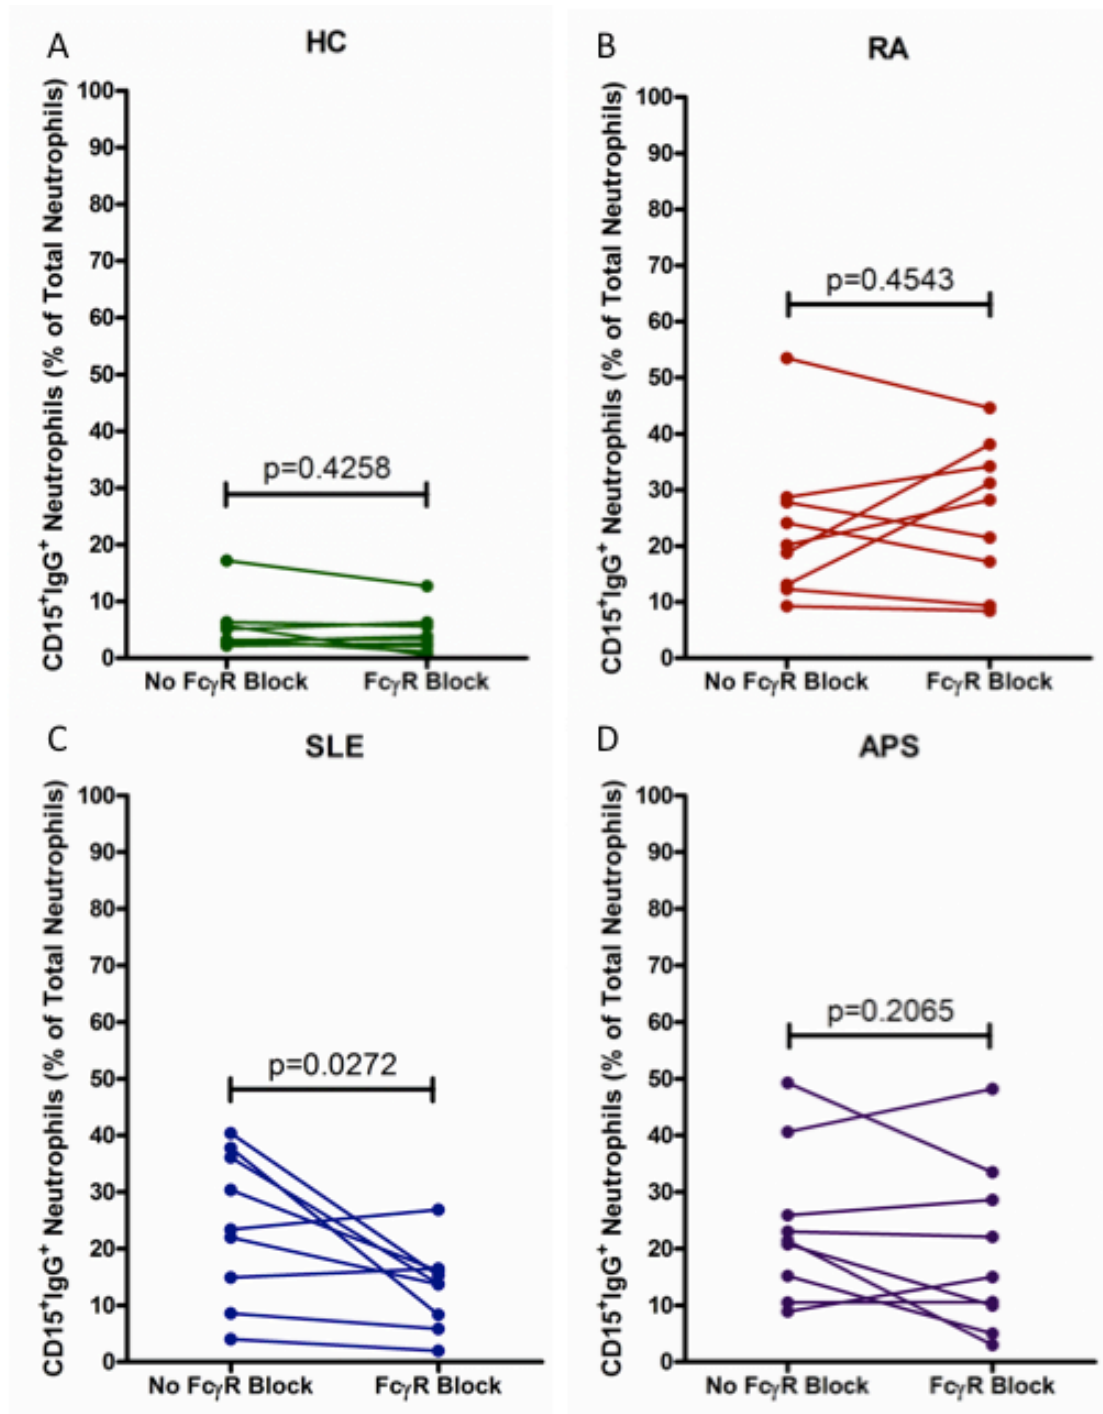 A
HC
CD15⁺IgG⁺ Neutrophils (% of Total Neutrophils)
100
90
80
70
60
50
40
30
20
10
0
p=0.4258
No FcγR Block
FcγR Block
B
RA
CD15⁺IgG⁺ Neutrophils (% of Total Neutrophils)
100
90
80
70
60
50
40
30
20
10
0
p=0.4543
No FcγR Block
FcγR Block
C
SLE
CD15⁺IgG⁺ Neutrophils (% of Total Neutrophils)
100
90
80
70
60
50
40
30
20
10
0
p=0.0272
No FcγR Block
FcγR Block
D
APS
CD15⁺IgG⁺ Neutrophils (% of Total Neutrophils)
100
90
80
70
60
50
40
30
20
10
0
p=0.2065
No FcγR Block
FcγR Block